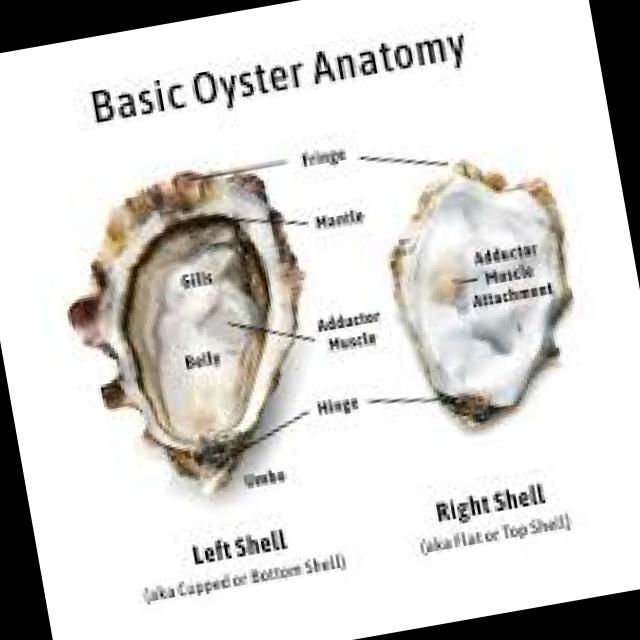 Basic Oyster Anatomy
Fringe
Mantle
Gills
Adductor
Muscle
Attachment
Adductor
Muscle
Belly
Hinge
Umbo
Left Shell
(aka Cupped or Bottom Shell)
Right Shell
(aka Flat or Top Shell)